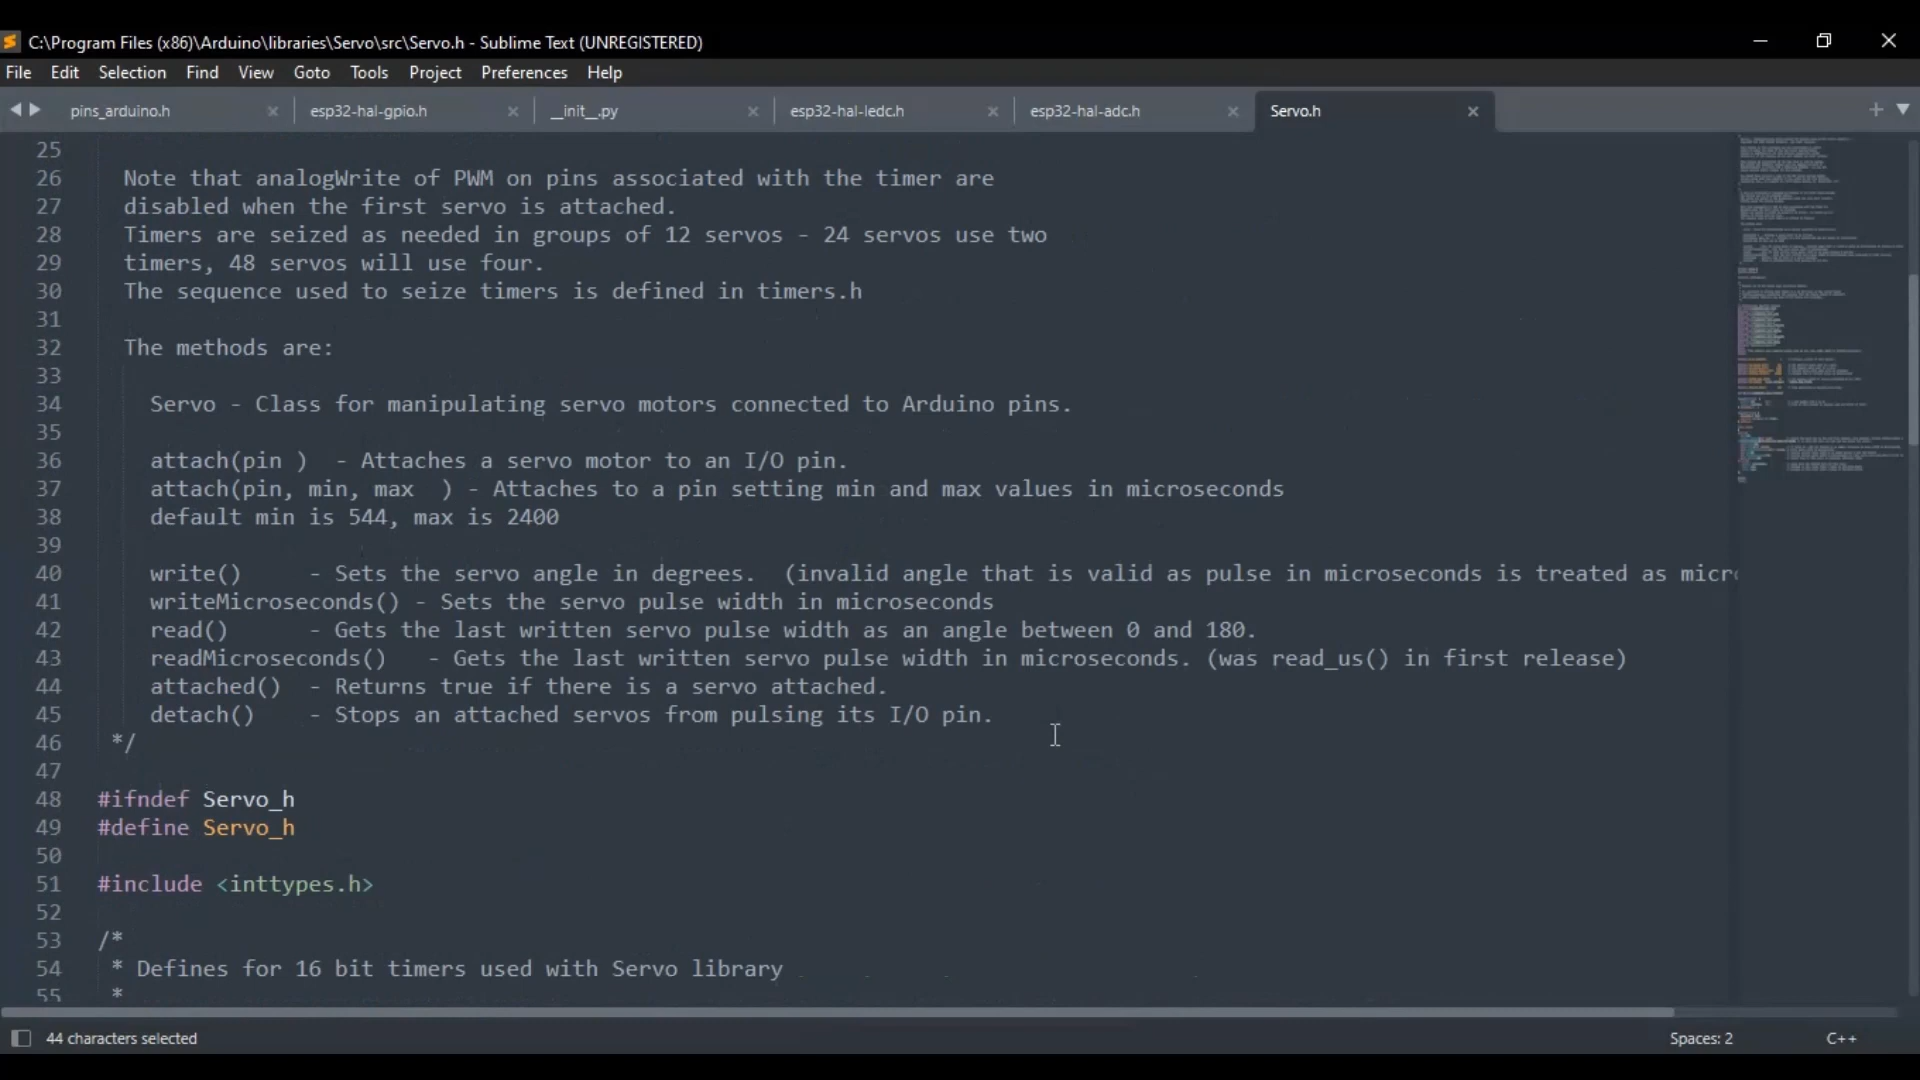 C:\Program Files (x86)\Arduino\libraries\Servo\src\Servo.h - Sublime Text (UNREGISTERED)
File Edit Selection Find View Goto Tools Project Preferences Help
pins_arduino.h esp32-hal-gpio.h __init__.py esp32-hal-ledc.h esp32-hal-adc.h Servo.h
25
26 Note that analogWrite of PWM on pins associated with the timer are
27 disabled when the first servo is attached.
28 Timers are seized as needed in groups of 12 servos - 24 servos use two
29 timers, 48 servos will use four.
30 The sequence used to seize timers is defined in timers.h
31
32 The methods are:
33
34 Servo - Class for manipulating servo motors connected to Arduino pins.
35
36 attach(pin ) - Attaches a servo motor to an I/O pin.
37 attach(pin, min, max ) - Attaches to a pin setting min and max values in microseconds
38 default min is 544, max is 2400
39
40 write() - Sets the servo angle in degrees. (invalid angle that is valid as pulse in microseconds is treated as micr
41 writeMicroseconds() - Sets the servo pulse width in microseconds
42 read() - Gets the last written servo pulse width as an angle between 0 and 180.
43 readMicroseconds() - Gets the last written servo pulse width in microseconds. (was read_us() in first release)
44 attached() - Returns true if there is a servo attached.
45 detach() - Stops an attached servos from pulsing its I/O pin.
46 */
47
48 #ifndef Servo_h
49 #define Servo_h
50
51 #include <inttypes.h>
52
53 /*
54 * Defines for 16 bit timers used with Servo library
55 *
44 characters selected Spaces: 2 C++